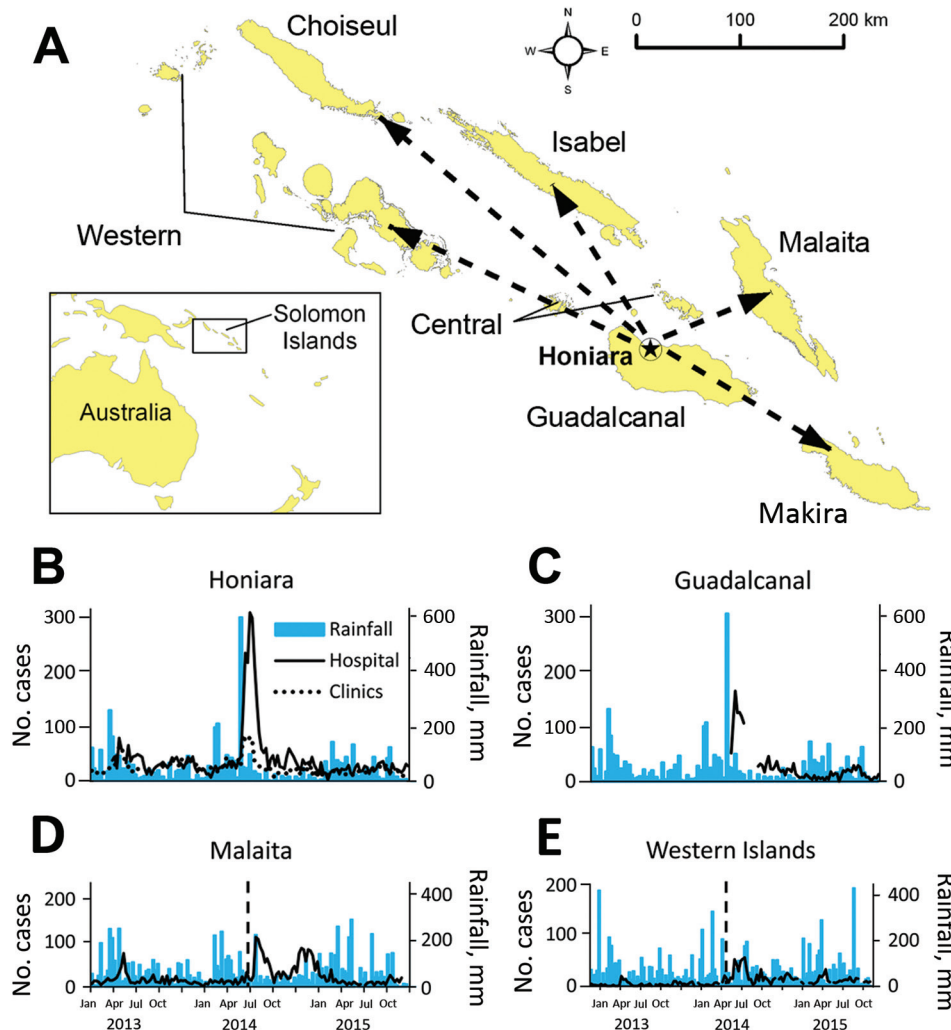 A
Choiseul
N
W E
S
0 100 200 km
Isabel
Western
Malaita
Central
Solomon
Islands
Honiara
Australia
Guadalcanal
Makira
B
Honiara
300
200
100
0
No. cases
600
400
200
0
Rainfall, mm
Rainfall
Hospital
Clinics
C
Guadalcanal
300
200
100
0
No. cases
600
400
200
0
Rainfall, mm
D
Malaita
200
100
0
No. cases
400
200
0
Rainfall, mm
Jan Apr Jul Oct Jan Apr Jul Oct Jan Apr Jul Oct
2013 2014 2015
E
Western Islands
200
100
0
No. cases
400
200
0
Rainfall, mm
Jan Apr Jul Oct Jan Apr Jul Oct Jan Apr Jul Oct
2013 2014 2015